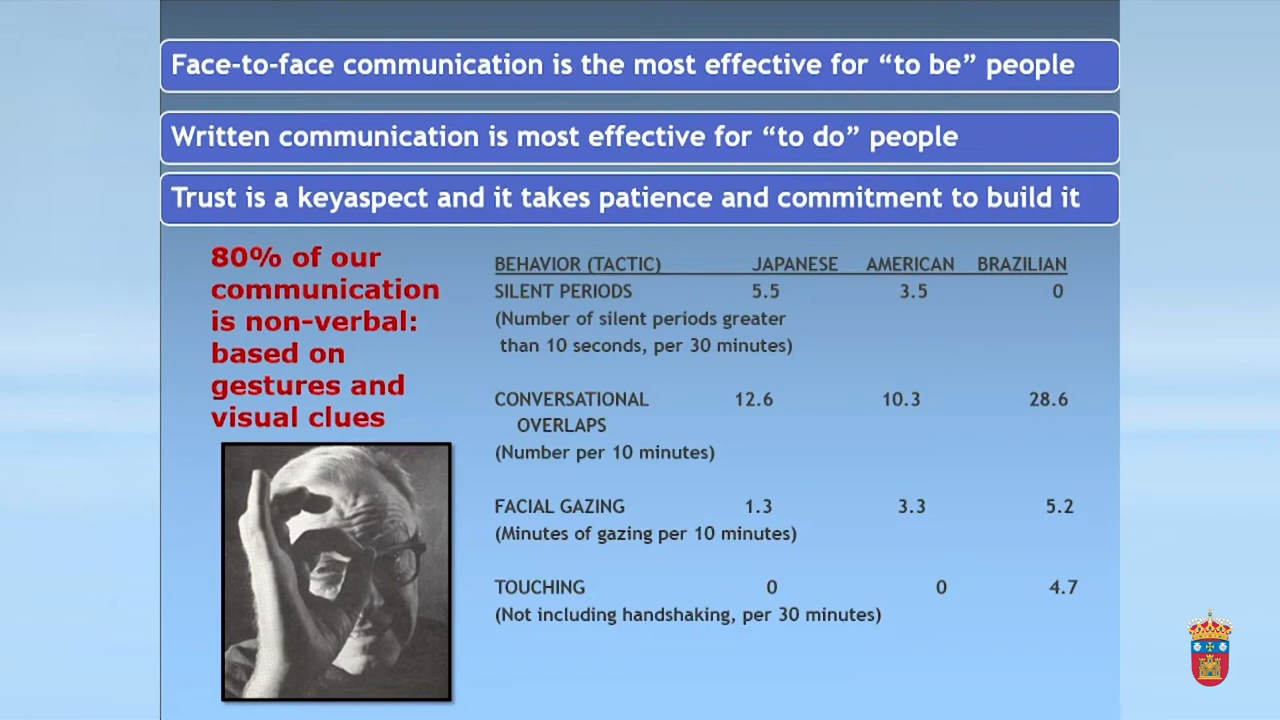 Face-to-face communication is the most effective for “to be” people
Written communication is most effective for “to do” people
Trust is a keyaspect and it takes patience and commitment to build it
80% of our
communication
is non-verbal:
based on
gestures and
visual clues
BEHAVIOR (TACTIC) JAPANESE AMERICAN BRAZILIAN
SILENT PERIODS 5.5 3.5 0
(Number of silent periods greater
than 10 seconds, per 30 minutes)
CONVERSATIONAL 12.6 10.3 28.6
OVERLAPS
(Number per 10 minutes)
FACIAL GAZING 1.3 3.3 5.2
(Minutes of gazing per 10 minutes)
TOUCHING 0 0 4.7
(Not including handshaking, per 30 minutes)